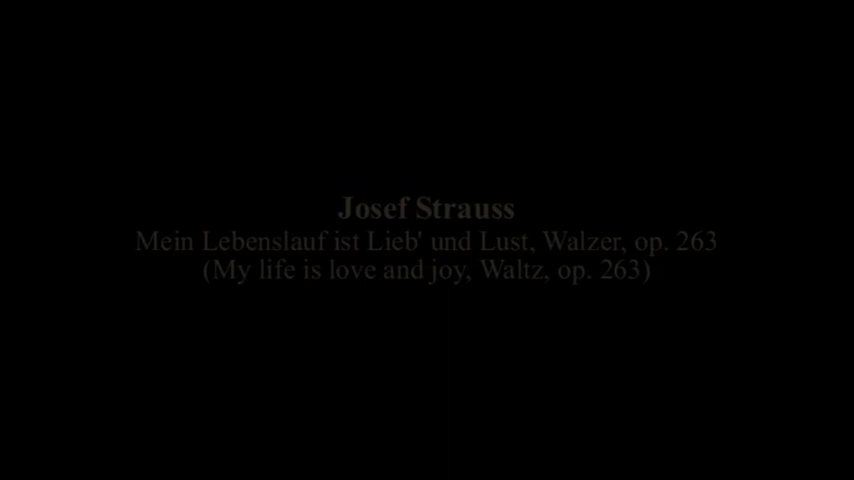 Josef Strauss
Mein Lebenslauf ist Lieb' und Lust, Walzer, op. 263
(My life is love and joy, Waltz, op. 263)